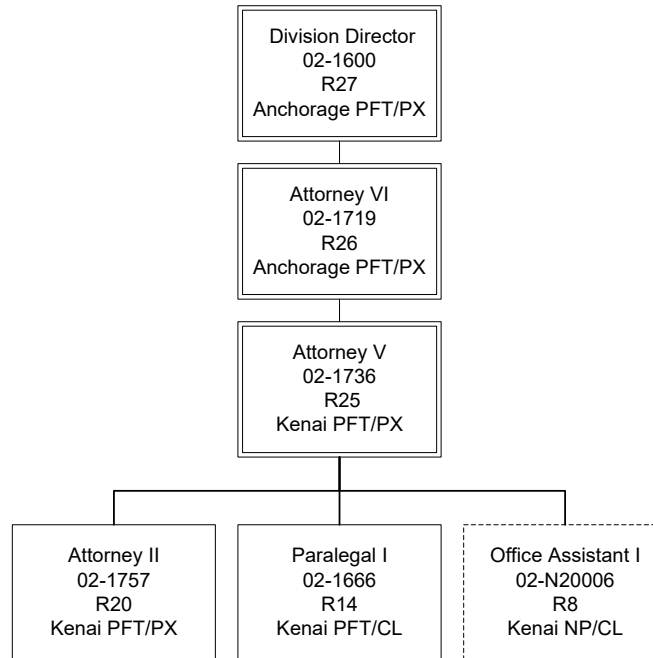 Division Director
02-1600
R27
Anchorage PFT/PX
Attorney VI
02-1719
R26
Anchorage PFT/PX
Attorney V
02-1736
R25
Kenai PFT/PX
Attorney II
02-1757
R20
Kenai PFT/PX
Paralegal I
02-1666
R14
Kenai PFT/CL
Office Assistant I
02-N20006
R8
Kenai NP/CL